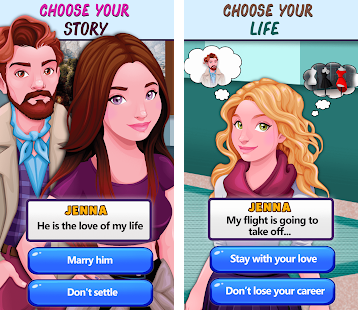 CHOOSE YOUR
STORY
JENNA
He is the love of my life
Marry him
Don't settle
CHOOSE YOUR
LIFE
JENNA
My flight is going to
take off...
Stay with your love
Don't lose your career